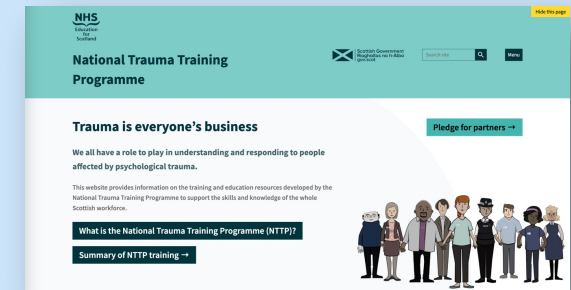 Hide this page
NHS
Education
for
Scotland
National Trauma Training
Programme
Scottish Government
Riaghaltas na h-Alba
gov.scot
Search site
Menu
Trauma is everyone's business
Pledge for partners →
We all have a role to play in understanding and responding to people
affected by psychological trauma.
This website provides information on the training and education resources developed by the
National Trauma Training Programme to support the skills and knowledge of the whole
Scottish workforce.
What is the National Trauma Training Programme (NTTP)?
Summary of NTTP training →